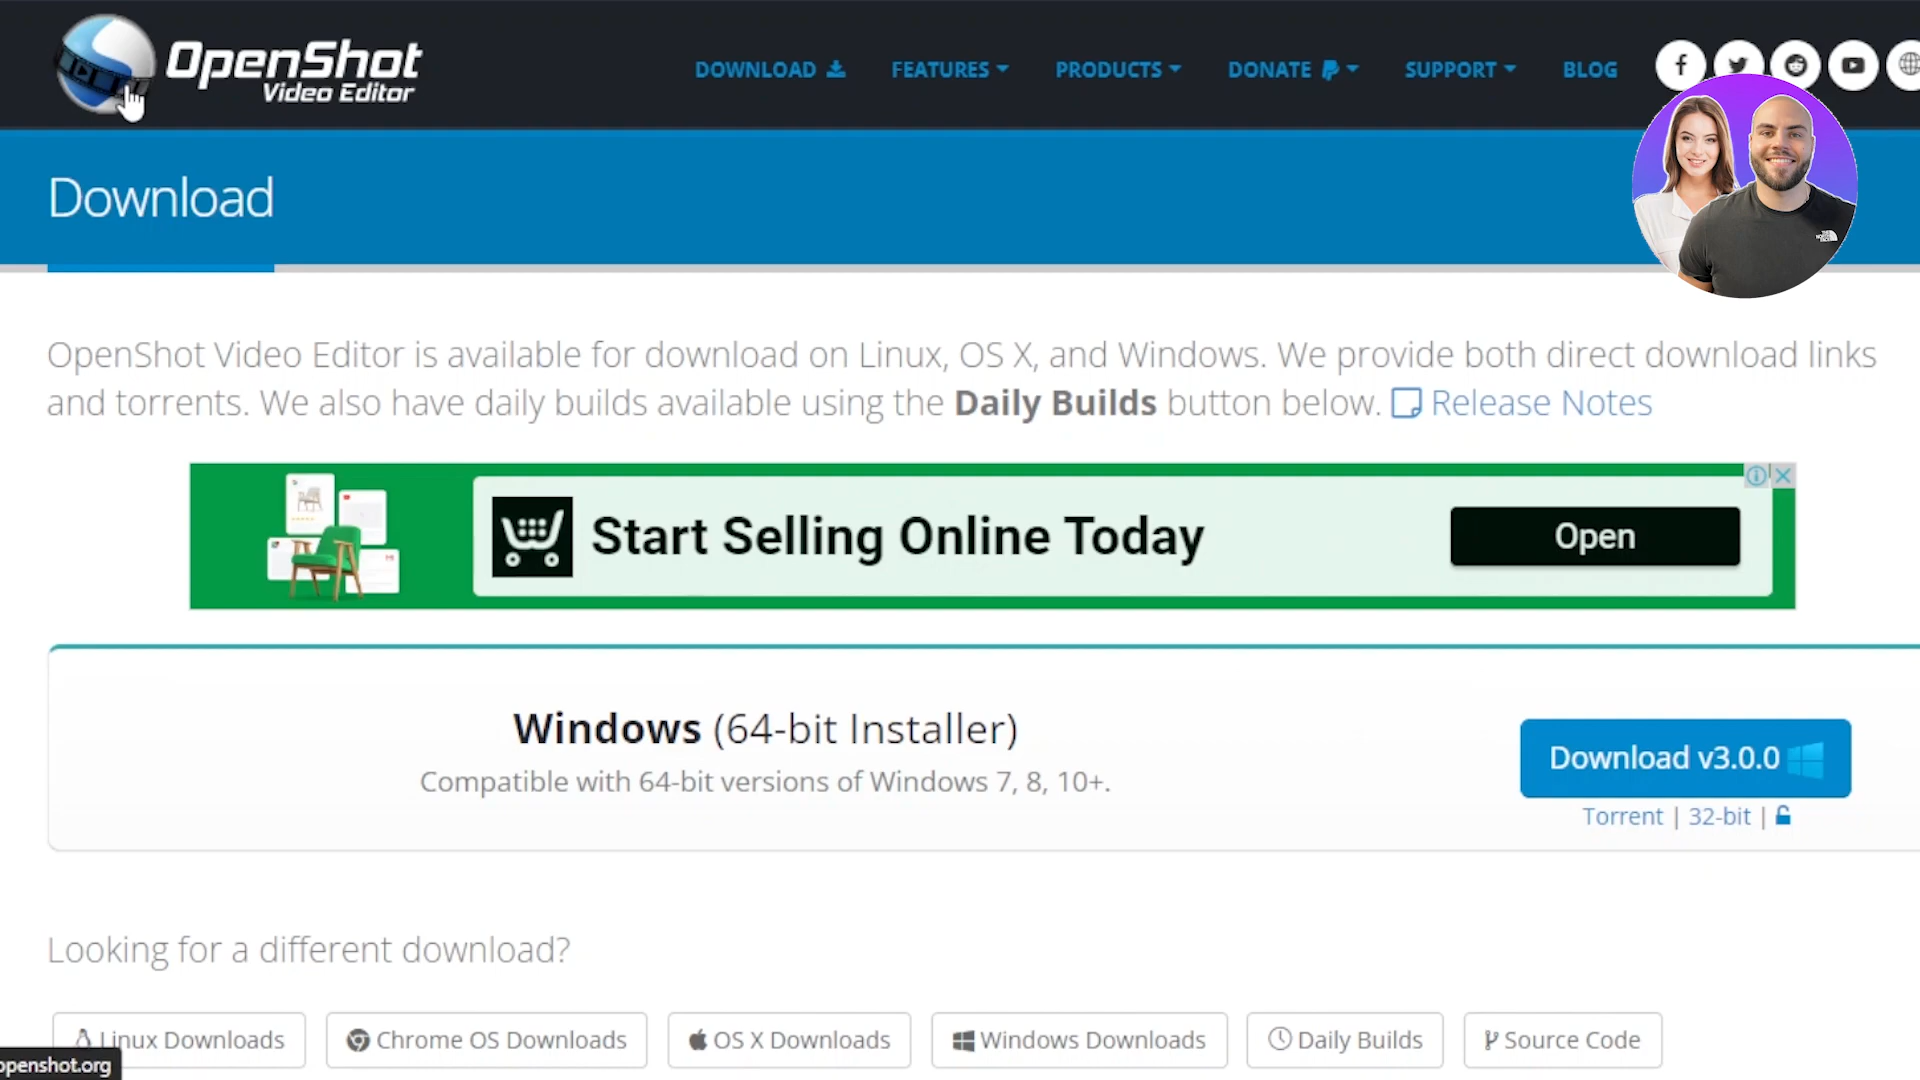 OpenShot
Video Editor
DOWNLOAD
FEATURES
PRODUCTS
DONATE
SUPPORT
BLOG
Download
OpenShot Video Editor is available for download on Linux, OS X, and Windows. We provide both direct download links
and torrents. We also have daily builds available using the Daily Builds button below. Release Notes
Start Selling Online Today
Open
Windows (64-bit Installer)
Compatible with 64-bit versions of Windows 7, 8, 10+.
Download v3.0.0
Torrent | 32-bit |
Looking for a different download?
Linux Downloads
Chrome OS Downloads
OS X Downloads
Windows Downloads
Daily Builds
Source Code
openshot.org